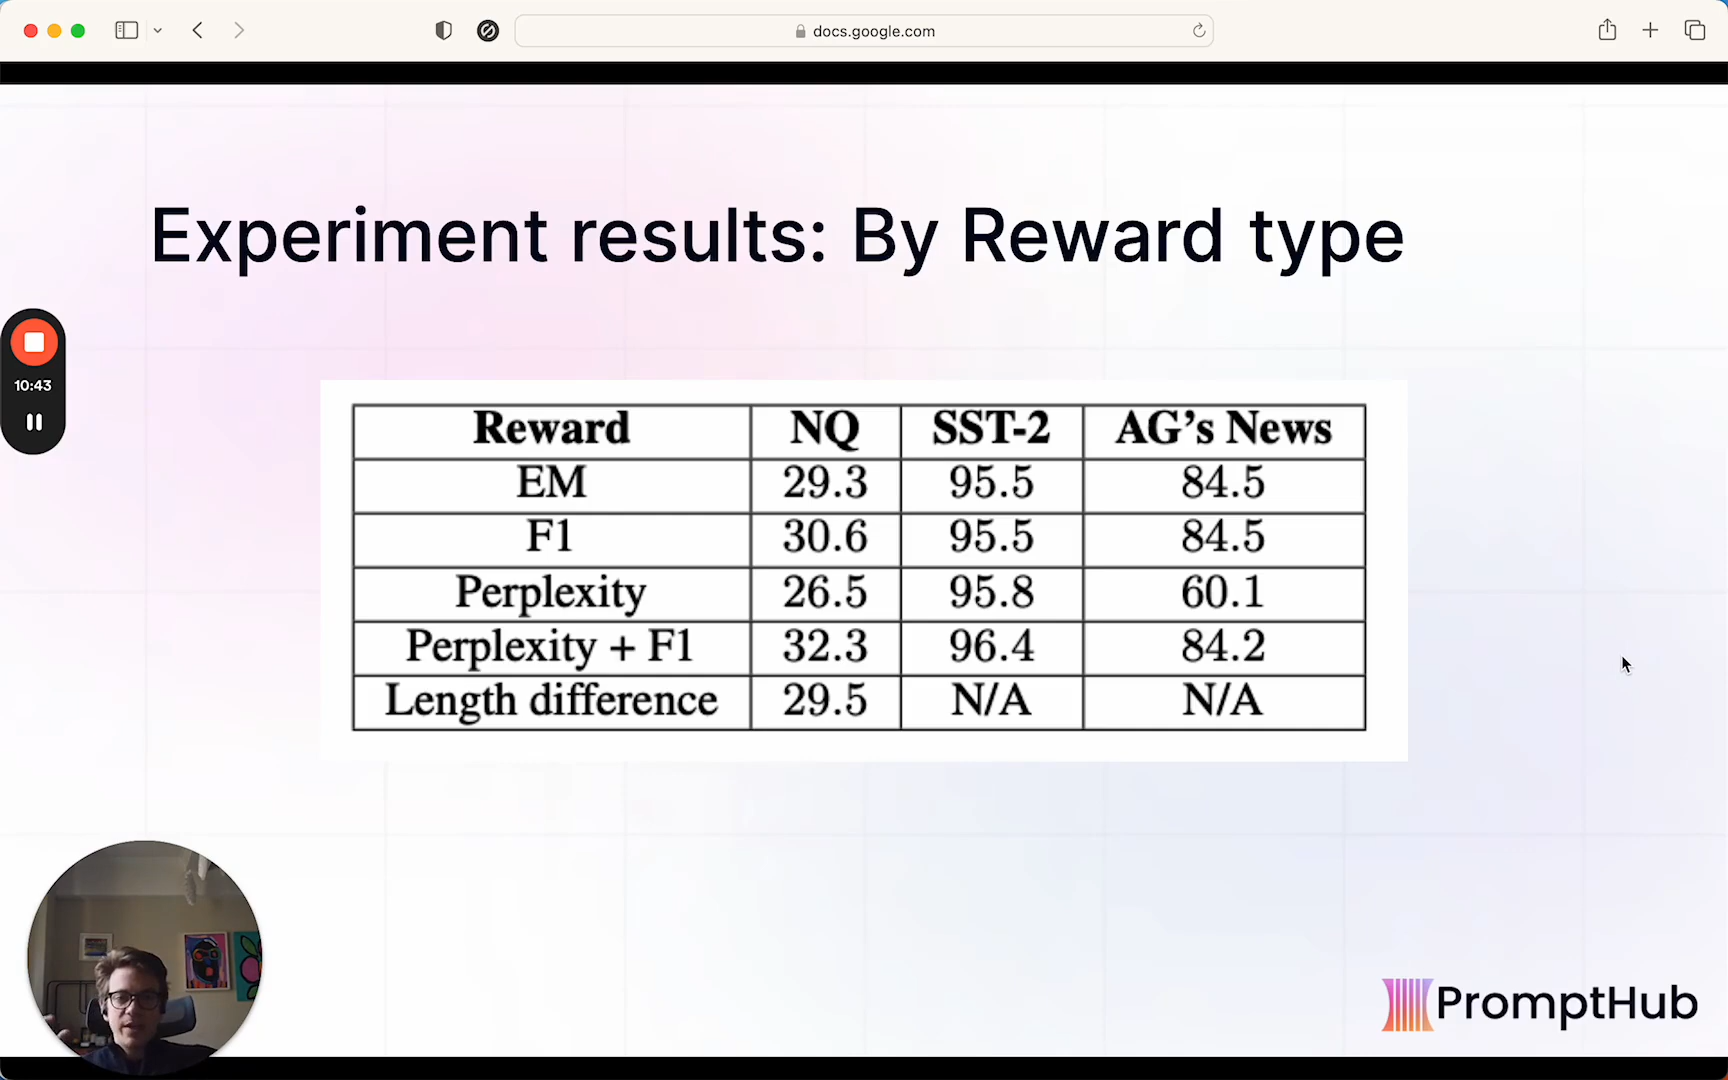 docs.google.com
Experiment results: By Reward type
10:43
Reward NQ SST-2 AG's News
EM 29.3 95.5 84.5
F1 30.6 95.5 84.5
Perplexity 26.5 95.8 60.1
Perplexity + F1 32.3 96.4 84.2
Length difference 29.5 N/A N/A
PromptHub